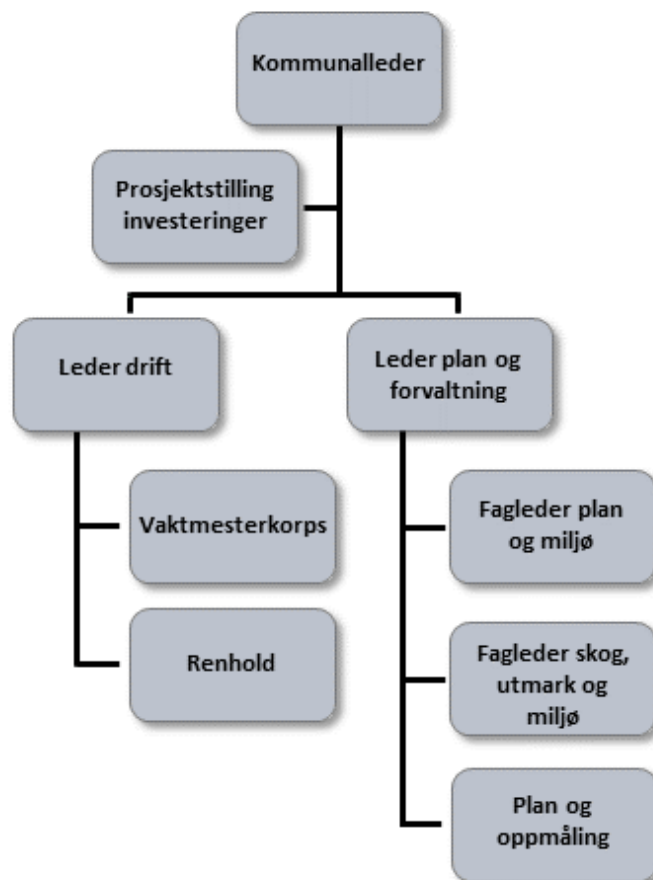 Kommunalleder
Prosjektstilling
investeringer
Leder drift
Leder plan og
forvaltning
Vaktmesterkorps
Renhold
Fagleder plan
og miljø
Fagleder skog,
utmark og
miljø
Plan og
oppmåling